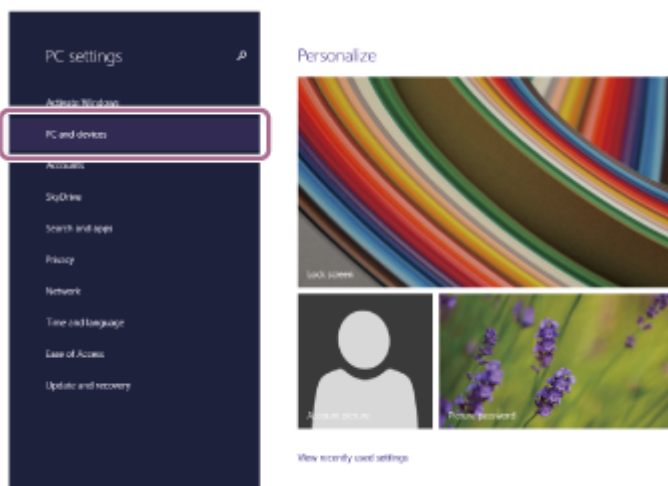 PC settings
Activate Windows
PC and devices
Accounts
SkyDrive
Search and apps
Privacy
Network
Time and language
Ease of Access
Update and recovery
Personalize
Lock screen
Account picture
Picture password
View recently used settings